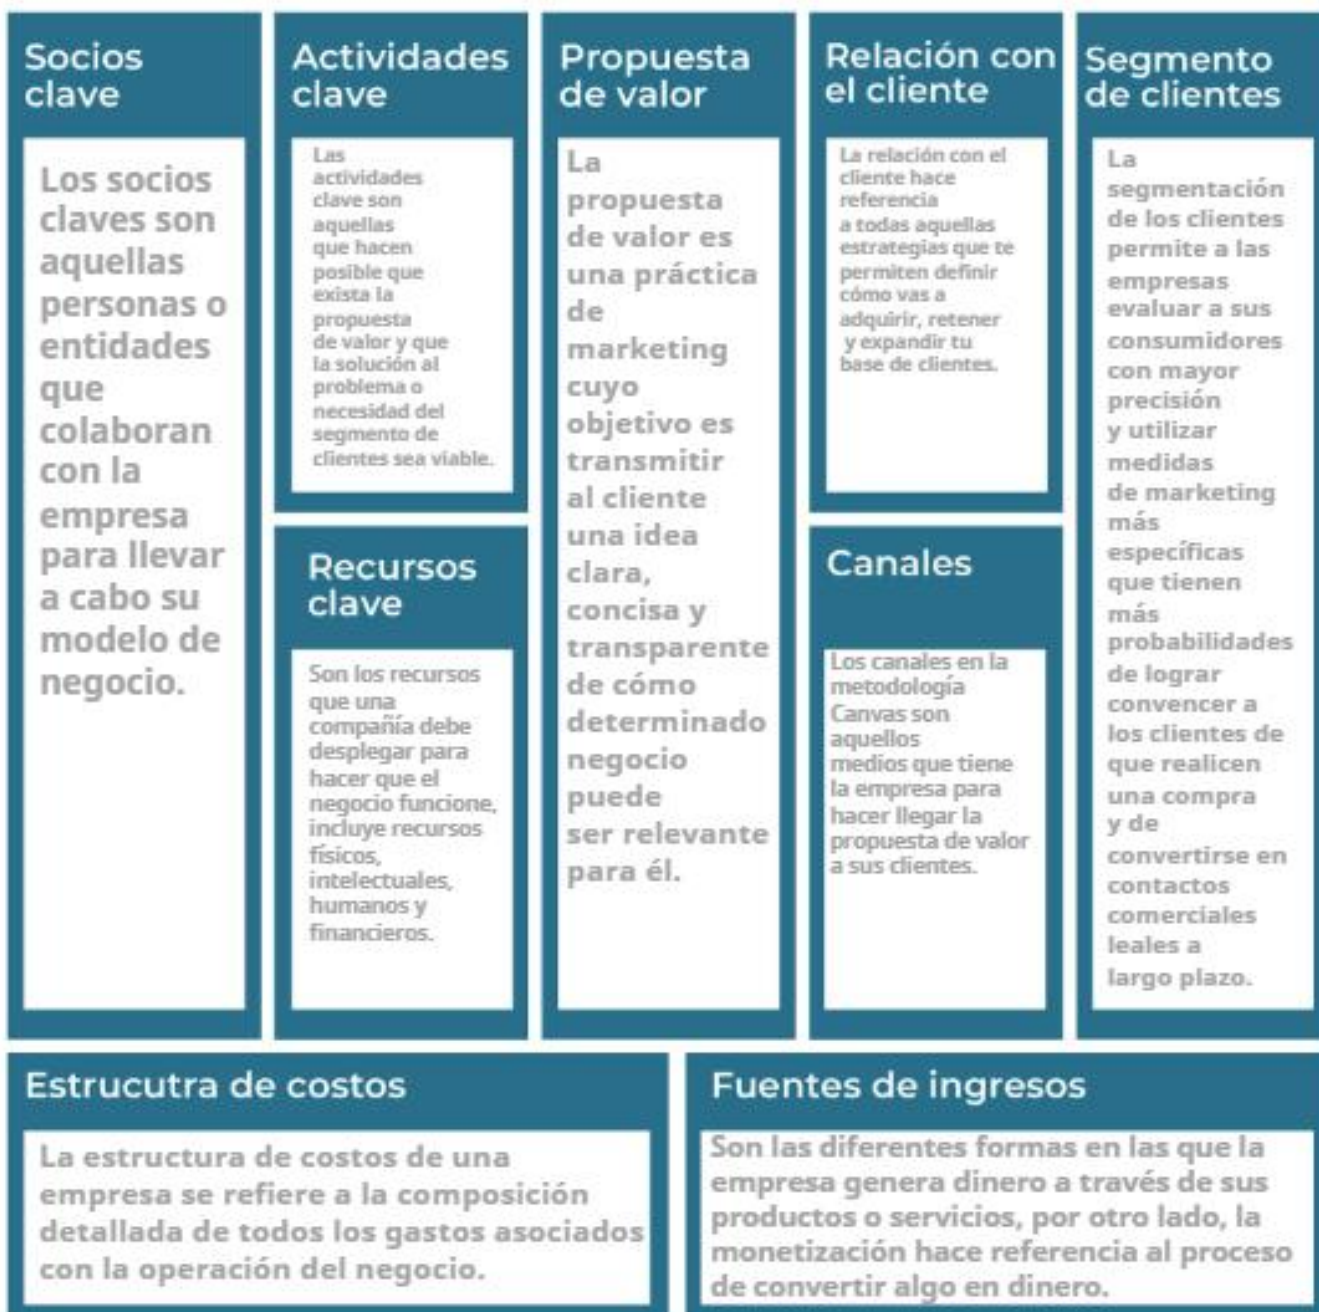 Socios
clave
Los socios
claves son
aquellas
personas o
entidades
que
colaboran
con la
empresa
para llevar
a cabo su
modelo de
negocio.
Actividades
clave
Las
actividades
clave son
aquellas
que hacen
posible que
exista la
propuesta
de valor y que
la solución al
problema o
necesidad del
segmento de
clientes sea viable.
Recursos
clave
Son los recursos
que una
compañía debe
desplegar para
hacer que el
negocio funcione,
incluye recursos
físicos,
intelectuales,
humanos y
financieros.
Propuesta
de valor
La
propuesta
de valor es
una práctica
de
marketing
cuyo
objetivo es
transmitir
al cliente
una idea
clara,
concisa y
transparente
de cómo
determinado
negocio
puede
ser relevante
para él.
Relación con
el cliente
La relación con el
cliente hace
referencia
a todas aquellas
estrategias que te
permiten definir
cómo vas a
adquirir, retener
y expandir tu
base de clientes.
Canales
Los canales en la
metodología
Canvas son
aquellos
medios que tiene
la empresa para
hacer llegar la
propuesta de valor
a sus clientes.
Segmento
de clientes
La
segmentación
de los clientes
permite a las
empresas
evaluar a sus
consumidores
con mayor
precisión
y utilizar
medidas
de marketing
más
específicas
que tienen
más
probabilidades
de lograr
convencer a
los clientes de
que realicen
una compra
y de
convertirse en
contactos
comerciales
leales a
largo plazo.
Estrucutra de costos
La estructura de costos de una
empresa se refiere a la composición
detallada de todos los gastos asociados
con la operación del negocio.
Fuentes de ingresos
Son las diferentes formas en las que la
empresa genera dinero a través de sus
productos o servicios, por otro lado, la
monetización hace referencia al proceso
de convertir algo en dinero.